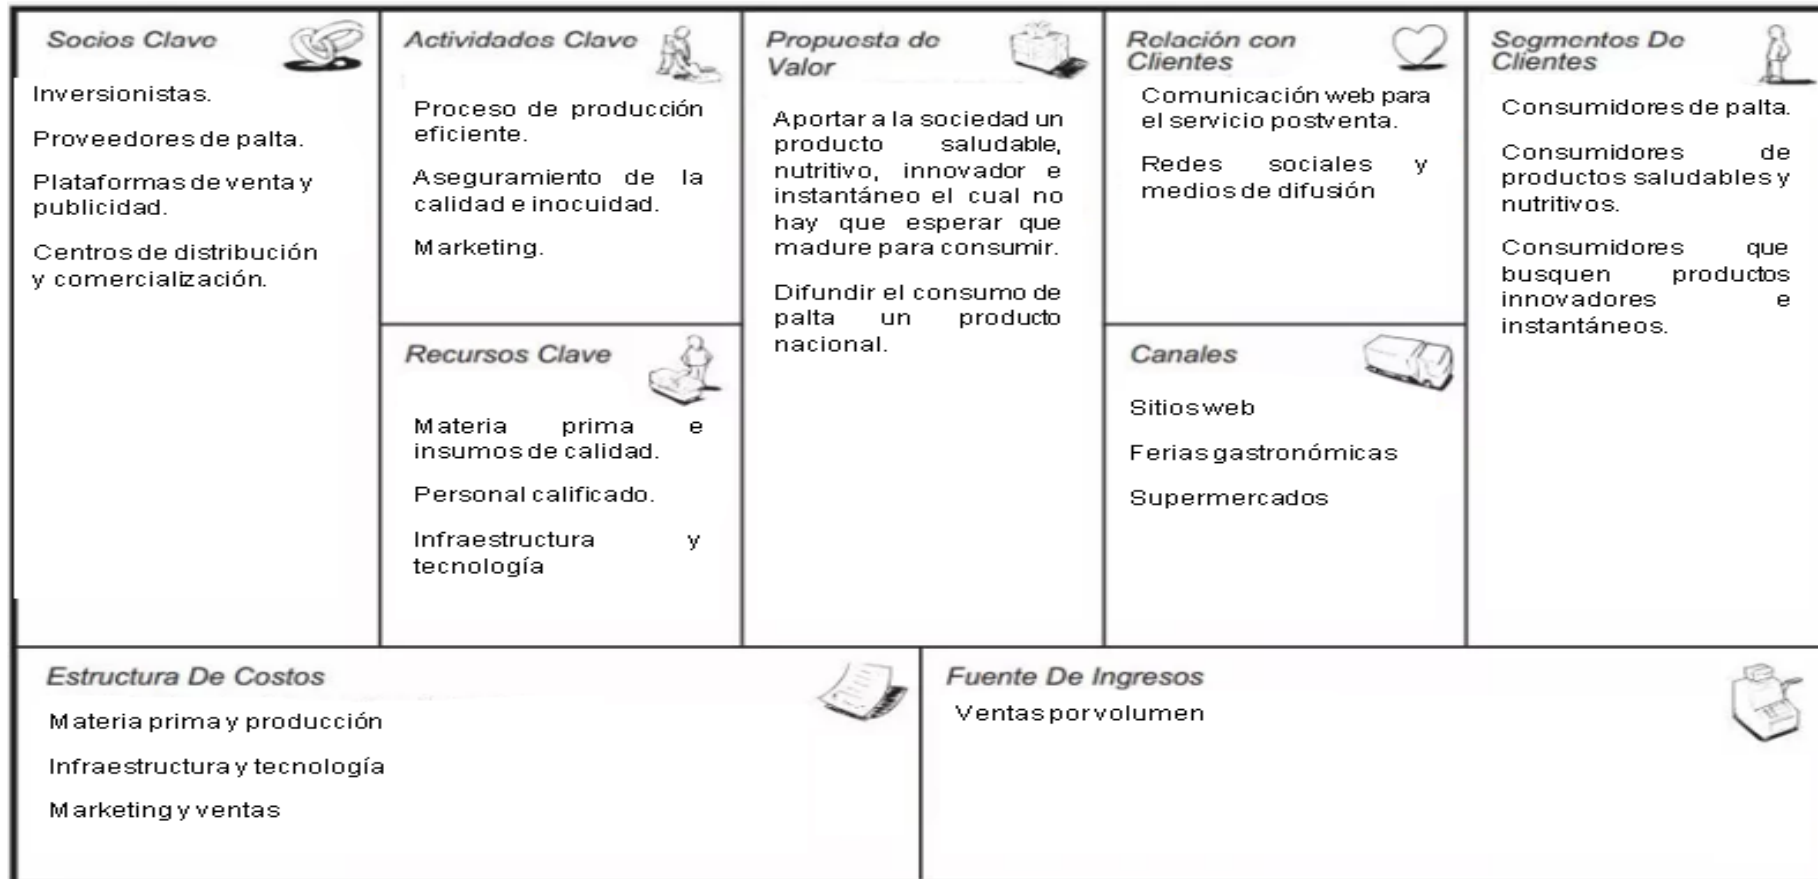 Socios Clave
Inversionistas.
Proveedores de palta.
Plataformas de venta y
publicidad.
Centros de distribución
y comercialización.
Actividades Clave
Proceso de producción
eficiente.
Aseguramiento de la
calidad e inocuidad.
Marketing.
Recursos Clave
Materia prima e
insumos de calidad.
Personal calificado.
Infraestructura y
tecnología
Propuesta de
Valor
Aportar a la sociedad un
producto saludable,
nutritivo, innovador e
instantáneo el cual no
hay que esperar que
madure para consumir.
Difundir el consumo de
palta un producto
nacional.
Relación con
Clientes
Comunicación web para
el servicio postventa.
Redes sociales y
medios de difusión
Canales
Sitios web
Ferias gastronómicas
Supermercados
Segmentos De
Clientes
Consumidores de palta.
Consumidores de
productos saludables y
nutritivos.
Consumidores que
busquen productos
innovadores e
instantáneos.
Estructura De Costos
Materia prima y producción
Infraestructura y tecnología
Marketing y ventas
Fuente De Ingresos
Ventas por volumen